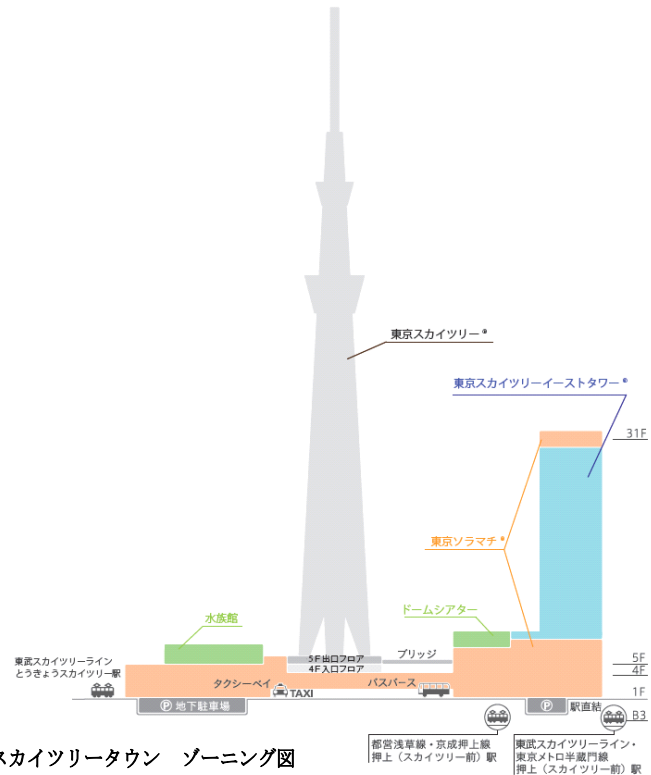 東京スカイツリー®
東京スカイツリーイーストタワー®
31F
東京ソラマチ®
ドームシアター
水族館
ブリッジ
5F出口フロア
5F
東武スカイツリーライン
とうきょうスカイツリー駅
4F入口フロア
4F
タクシーベイ
TAXI
バスバース
1F
P 地下駐車場
P
駅直結
B3
都営浅草線・京成押上線
押上（スカイツリー前）駅
東武スカイツリーライン・
東京メトロ半蔵門線
押上（スカイツリー前）駅
スカイツリータウン ゾーニング図